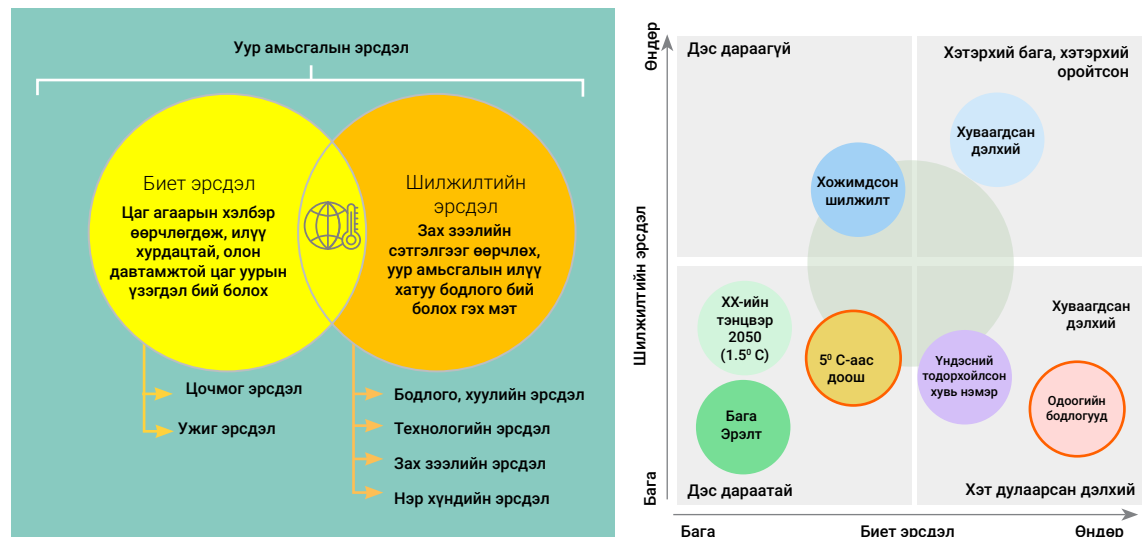 Уур амьсгалын эрсдэл
Биет эрсдэл
Цаг агаарын хэлбэр
өөрчлөгдөж, илүү
хурдацтай, олон
давтамжтой цаг уурын
үзэгдэл бий болох
Шилжилтийн
эрсдэл
Зах зээлийн
сэтгэлгээг өөрчлөх,
уур амьсгалын илүү
хатуу бодлого бий
болох гэх мэт
Цочмог эрсдэл
Ужиг эрсдэл
Бодлого, хуулийн эрсдэл
Технологийн эрсдэл
Зах зээлийн эрсдэл
Нэр хүндийн эрсдэл
Шилжилтийн эрсдэл
Өндөр
Бага
Дэс дараагүй
Хэтэрхий бага, хэтэрхий
оройтсон
Хуваагдсан
дэлхий
Хожимдсон
шилжилт
ХХ-ийн
тэнцвэр
2050
(1.5⁰ C)
5⁰ С-аас
доош
Үндэсний
тодорхойлсон
хувь нэмэр
Хуваагдсан
дэлхий
Одоогийн
бодлогууд
Бага
Эрэлт
Дэс дараатай
Хэт дулаарсан дэлхий
Бага
Биет эрсдэл
Өндөр